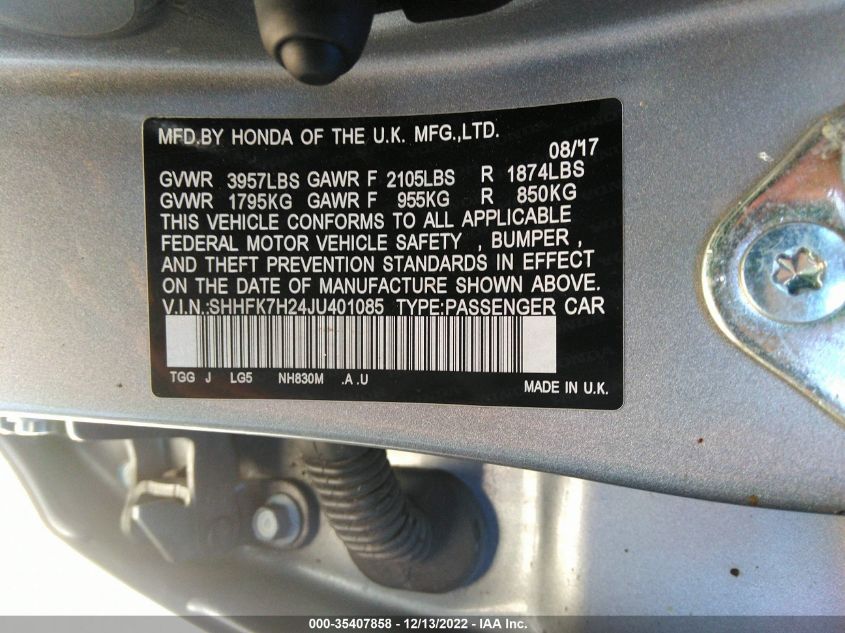 MFD.BY HONDA OF THE U.K. MFG.,LTD.
08/17
GVWR 3957LBS GAWR F 2105LBS R 1874LBS
GVWR 1795KG GAWR F 955KG R 850KG
THIS VEHICLE CONFORMS TO ALL APPLICABLE
FEDERAL MOTOR VEHICLE SAFETY , BUMPER ,
AND THEFT PREVENTION STANDARDS IN EFFECT
ON THE DATE OF MANUFACTURE SHOWN ABOVE.
V.I.N.:SHHFK7H24JU401085 TYPE:PASSENGER CAR
TGG J LG5 NH830M .A .U
MADE IN U.K.
000-35407858 - 12/13/2022 - IAA Inc.